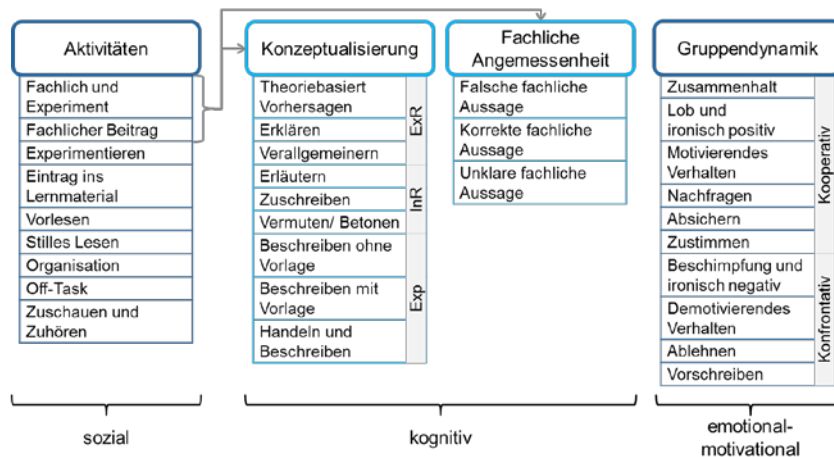 Aktivitäten
Fachlich und
Experiment
Fachlicher Beitrag
Experimentieren
Eintrag ins
Lernmaterial
Vorlesen
Stilles Lesen
Organisation
Off-Task
Zuschauen und
Zuhören
sozial
Konzeptualisierung
Theoriebasiert
Vorhersagen
Erklären
Verallgemeinern
ExR
Erläutern
Zuschreiben
Vermuten/ Betonen
InR
Beschreiben ohne
Vorlage
Beschreiben mit
Vorlage
Handeln und
Beschreiben
Exp
Fachliche
Angemessenheit
Falsche fachliche
Aussage
Korrekte fachliche
Aussage
Unklare fachliche
Aussage
kognitiv
Gruppendynamik
Zusammenhalt
Lob und
ironisch positiv
Motivierendes
Verhalten
Nachfragen
Absichern
Zustimmen
Kooperativ
Beschimpfung und
ironisch negativ
Demotivierendes
Verhalten
Ablehnen
Vorschreiben
Konfrontativ
emotional-
motivational